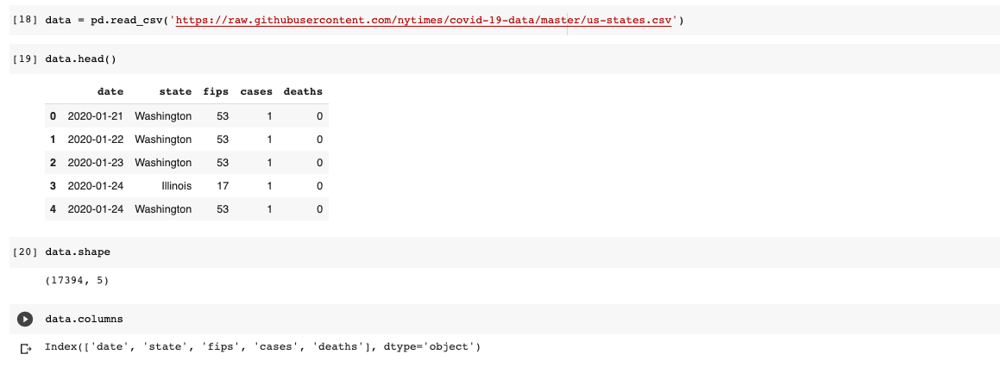 [18] data = pd.read_csv('https://raw.githubusercontent.com/nytimes/covid-19-data/master/us-states.csv')
[19] data.head()
date state fips cases deaths
0 2020-01-21 Washington 53 1 0
1 2020-01-22 Washington 53 1 0
2 2020-01-23 Washington 53 1 0
3 2020-01-24 Illinois 17 1 0
4 2020-01-24 Washington 53 1 0
[20] data.shape
(17394, 5)
data.columns
Index(['date', 'state', 'fips', 'cases', 'deaths'], dtype='object')